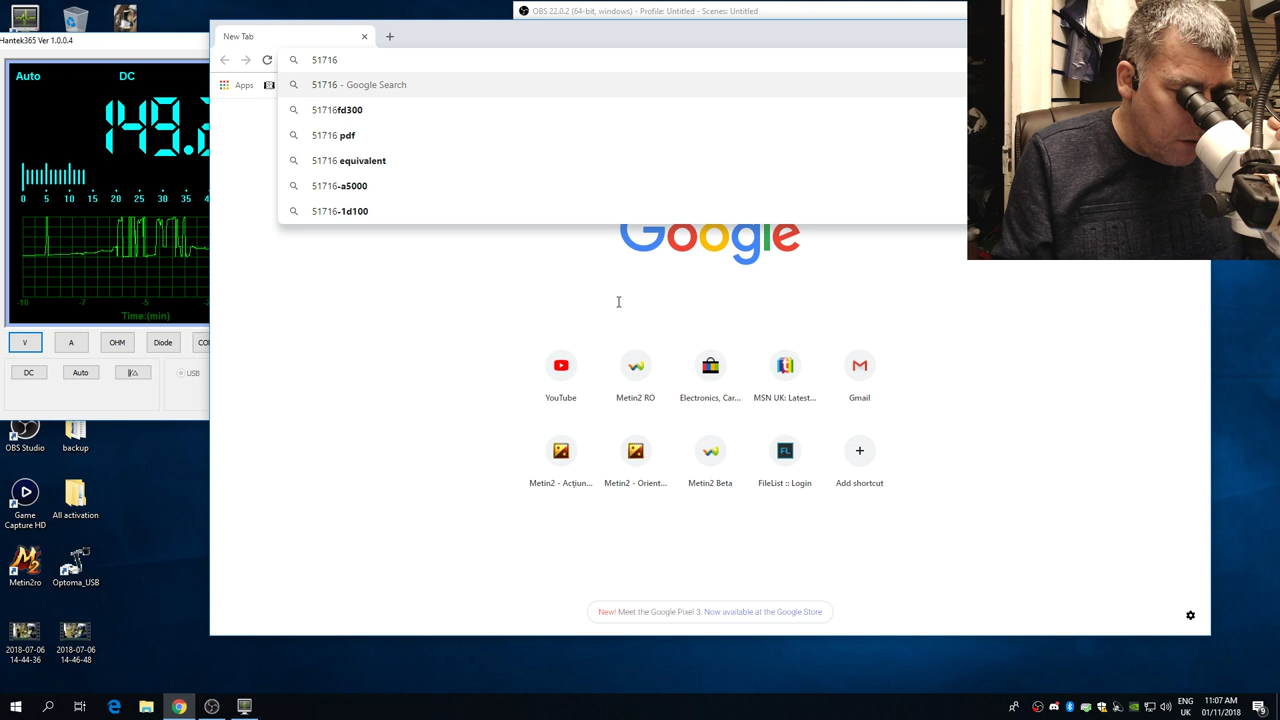 OBS 22.0.2 (64-bit, windows) - Profile: Untitled - Scenes: Untitled
Hantek365 Ver 1.0.0.4
New Tab
51716
Apps
51716 - Google Search
51716fd300
51716 pdf
51716 equivalent
51716-a5000
51716-1d100
Auto
DC
149.
0 5 10 15 20 25 30 35
-10 -7 -5
Time:(min)
V
A
OHM
Diode
DC
Auto
USB
Google
YouTube
Metin2 RO
Electronics, Car...
MSN UK: Latest...
Gmail
Metin2 - Acțiun...
Metin2 - Orient...
Metin2 Beta
FileList :: Login
Add shortcut
New! Meet the Google Pixel 3. Now available at the Google Store
OBS Studio
backup
Game
Capture HD
All activation
Metin2ro
Optoma_USB
2018-07-06
14-44-36
2018-07-06
14-46-48
ENG
UK
11:07 AM
01/11/2018